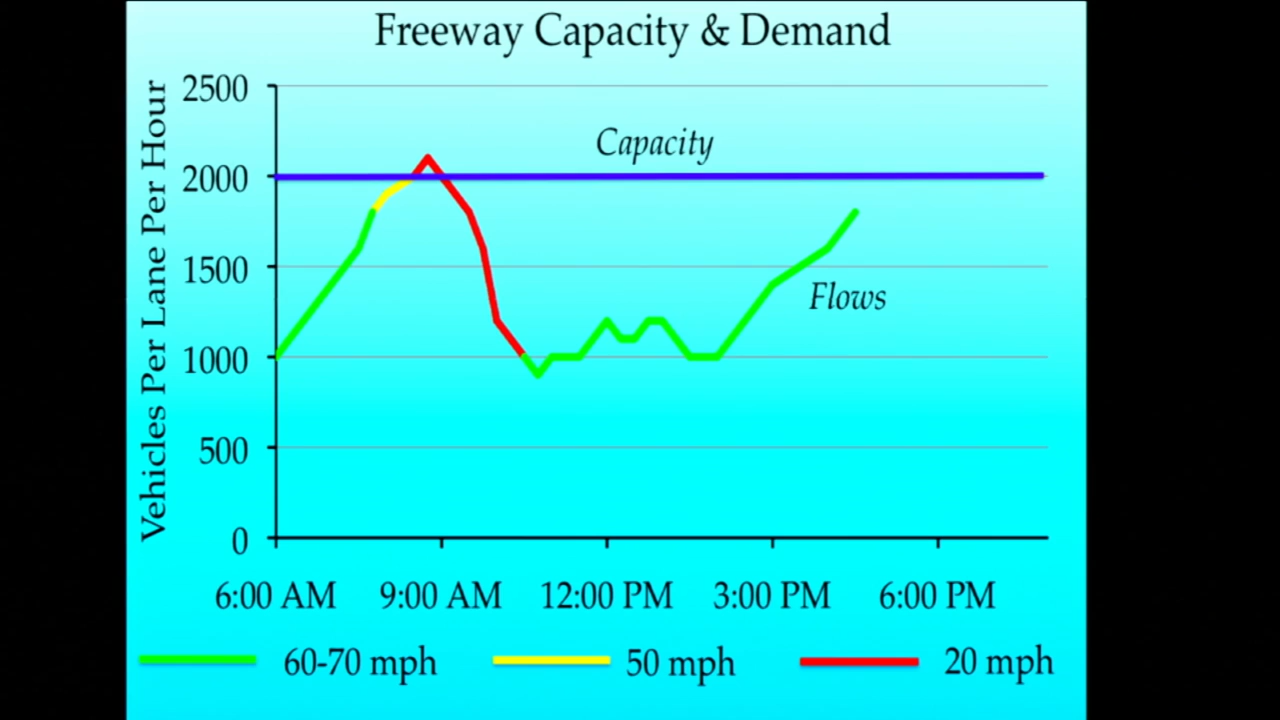 Freeway Capacity & Demand
Vehicles Per Lane Per Hour
2500
2000
1500
1000
500
0
Capacity
Flows
6:00 AM 9:00 AM 12:00 PM 3:00 PM 6:00 PM
60-70 mph 50 mph 20 mph